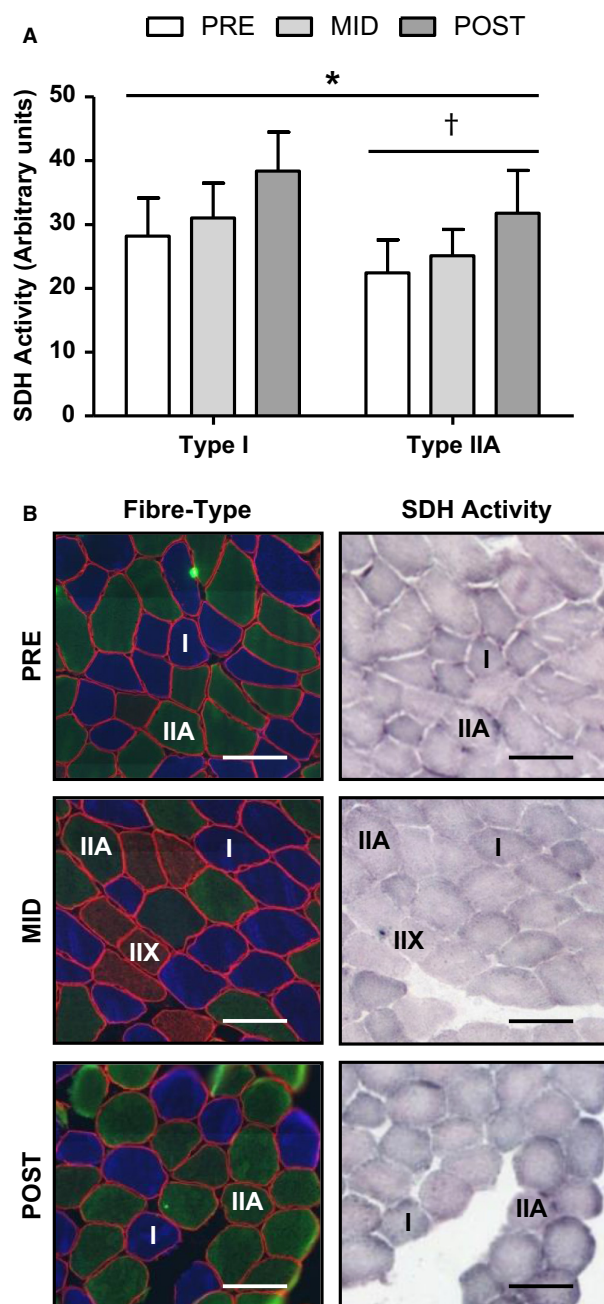 A
PRE MID POST
*
†
SDH Activity (Arbitrary units)
50
40
30
20
10
0
Type I Type IIA
B
Fibre-Type SDH Activity
PRE
I
IIA
I
IIA
MID
IIA
I
IIX
IIA
I
IIX
POST
IIA
I
IIA
I